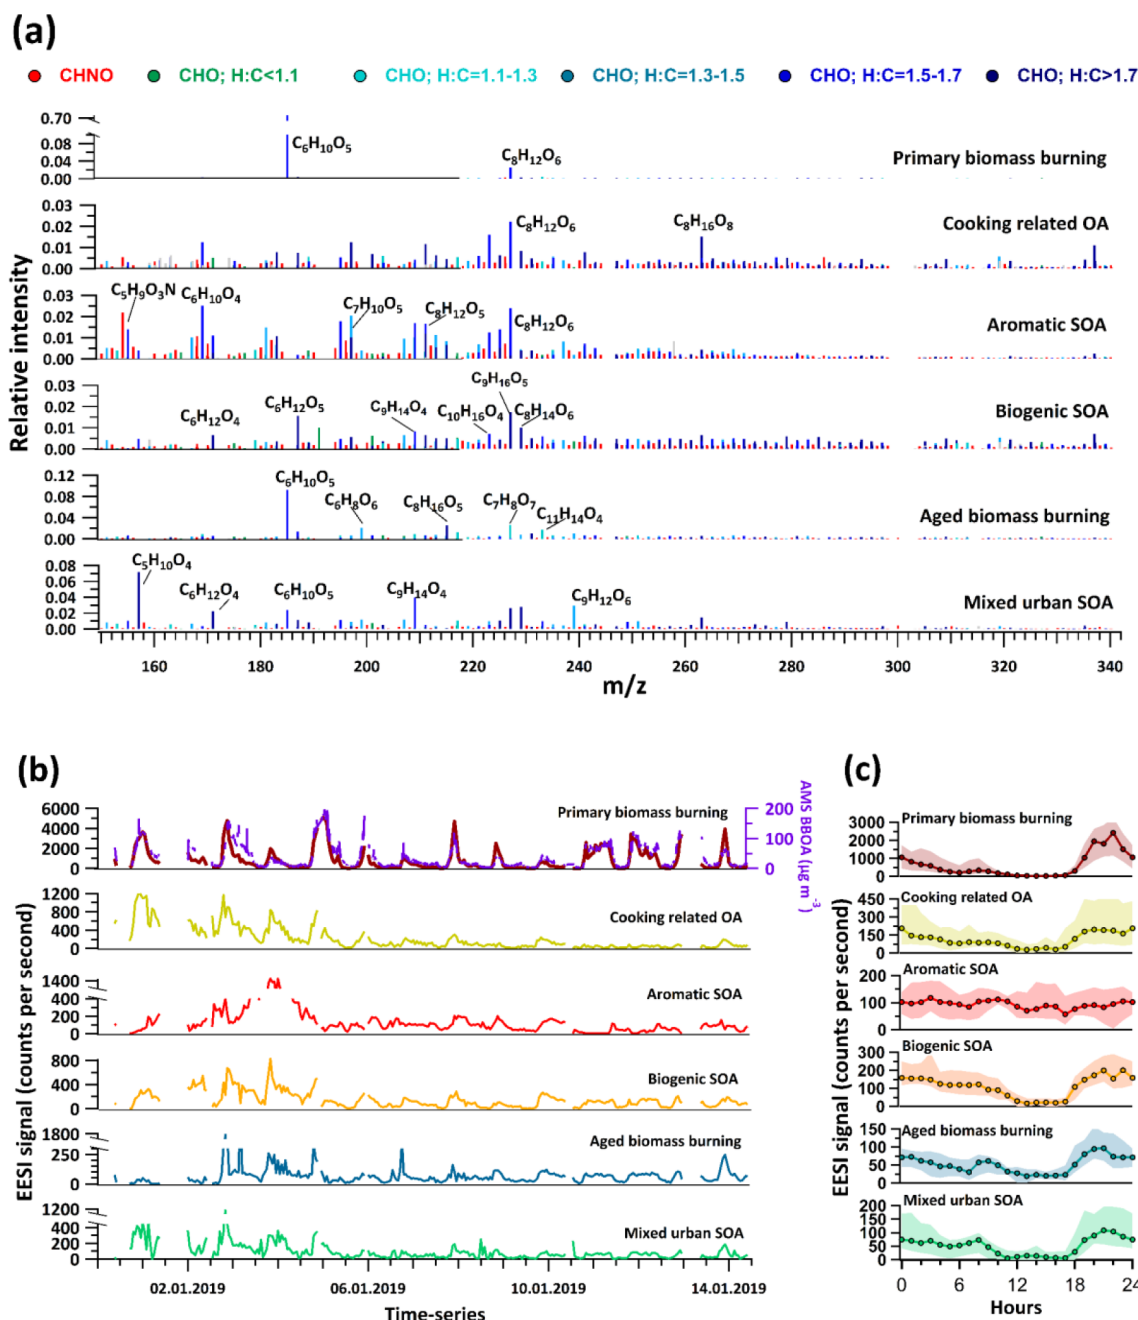 (a)
CHNO CHO; H:C<1.1 CHO; H:C=1.1-1.3 CHO; H:C=1.3-1.5 CHO; H:C=1.5-1.7 CHO; H:C>1.7
Relative intensity
0.70
0.08
0.04
0.00
C₆H₁₀O₅
C₈H₁₂O₆
Primary biomass burning
0.03
0.02
0.01
0.00
C₈H₁₂O₆
C₈H₁₆O₈
Cooking related OA
0.03
0.02
0.01
0.00
C₅H₉O₃N
C₆H₁₀O₄
C₇H₁₀O₅
C₈H₁₂O₅
C₈H₁₂O₆
Aromatic SOA
0.03
0.02
0.01
0.00
C₆H₁₂O₄
C₆H₁₂O₅
C₉H₁₄O₄
C₁₀H₁₆O₄
C₉H₁₆O₅
C₈H₁₄O₆
Biogenic SOA
0.12
0.08
0.04
0.00
C₆H₁₀O₅
C₆H₈O₆
C₈H₁₆O₅
C₇H₈O₇
C₁₁H₁₄O₄
Aged biomass burning
0.08
0.06
0.04
0.02
0.00
C₅H₁₀O₄
C₆H₁₂O₄
C₆H₁₀O₅
C₉H₁₄O₄
C₉H₁₂O₆
Mixed urban SOA
160 180 200 220 240 260 280 300 320 340
m/z
(b)
EESI signal (counts per second)
6000
4000
2000
0
Primary biomass burning
200
100
0
AMS BBOA (µg m⁻³)
1200
800
400
0
Cooking related OA
1400
400
200
0
Aromatic SOA
800
400
0
Biogenic SOA
1800
250
0
Aged biomass burning
1200
400
200
0
Mixed urban SOA
02.01.2019 06.01.2019 10.01.2019 14.01.2019
Time-series
(c)
EESI signal (counts per second)
3000
2000
1000
0
Primary biomass burning
450
300
150
0
Cooking related OA
200
100
0
Aromatic SOA
300
200
100
0
Biogenic SOA
150
100
50
0
Aged biomass burning
200
150
100
50
0
Mixed urban SOA
0 6 12 18 24
Hours